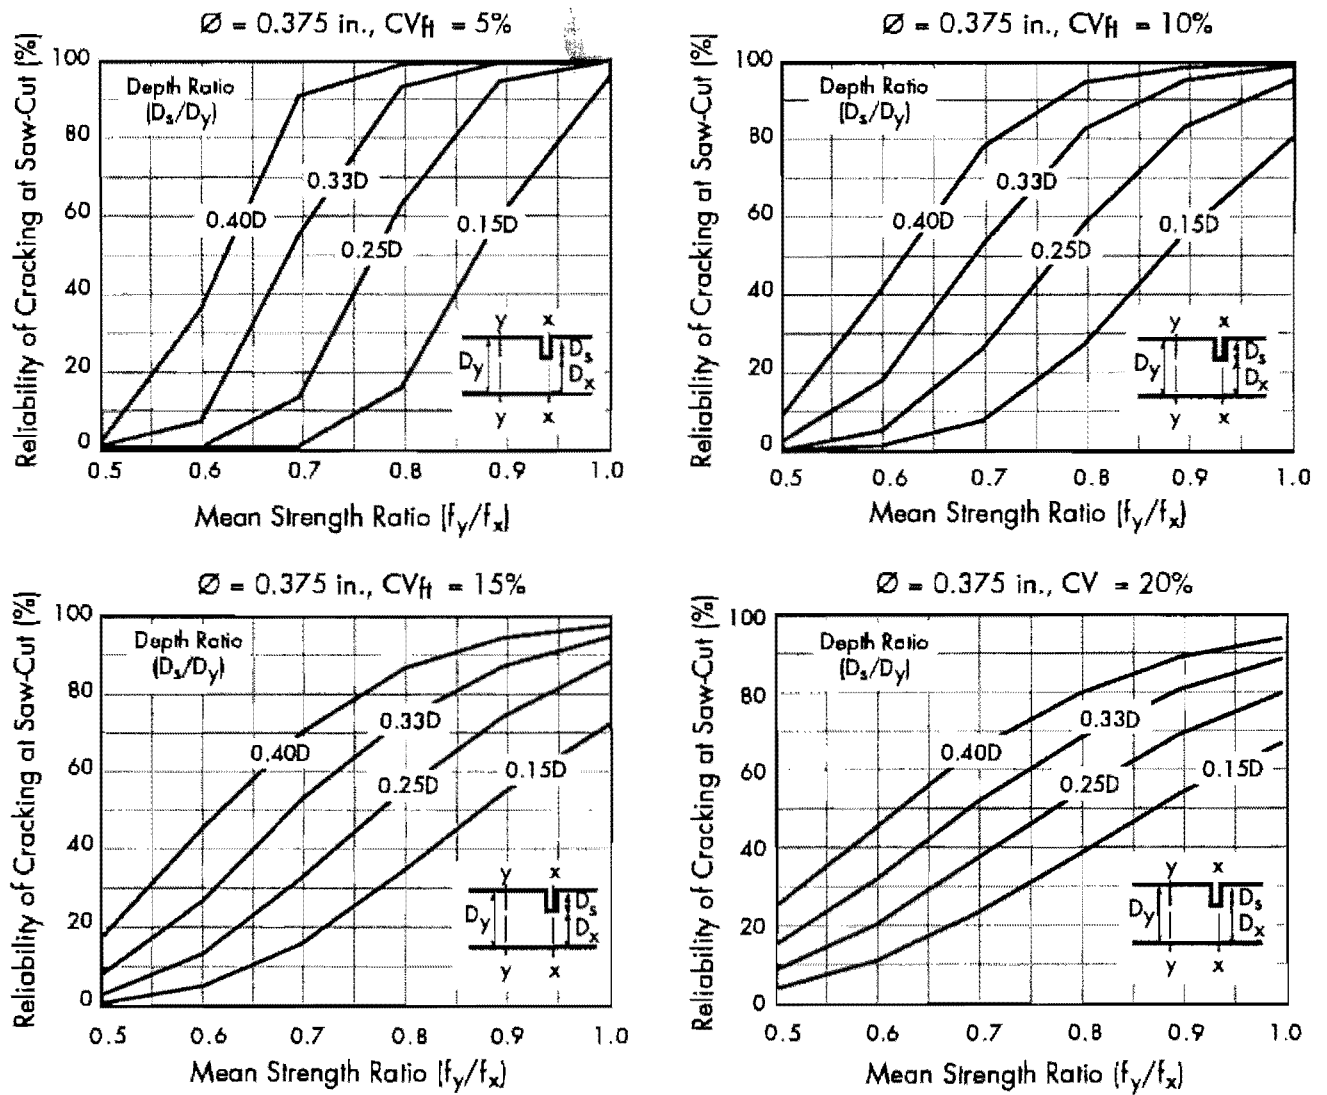 Ø = 0.375 in., CVft = 5%
Reliability of Cracking at Saw-Cut (%)
100
80
60
40
20
0
Depth Ratio
(Ds/Dy)
0.40D
0.33D
0.25D
0.15D
y x
Dy
Ds
Dx
y x
0.5 0.6 0.7 0.8 0.9 1.0
Mean Strength Ratio (fy/fx)
Ø = 0.375 in., CVft = 10%
Reliability of Cracking at Saw-Cut (%)
100
80
60
40
20
0
Depth Ratio
(Ds/Dy)
0.40D
0.33D
0.25D
0.15D
y x
Dy
Ds
Dx
y x
0.5 0.6 0.7 0.8 0.9 1.0
Mean Strength Ratio (fy/fx)
Ø = 0.375 in., CVft = 15%
Reliability of Cracking at Saw-Cut (%)
100
80
60
40
20
0
Depth Ratio
(Ds/Dy)
0.40D
0.33D
0.25D
0.15D
y x
Dy
Ds
Dx
y x
0.5 0.6 0.7 0.8 0.9 1.0
Mean Strength Ratio (fy/fx)
Ø = 0.375 in., CV = 20%
Reliability of Cracking at Saw-Cut (%)
100
80
60
40
20
0
Depth Ratio
(Ds/Dy)
0.40D
0.33D
0.25D
0.15D
y x
Dy
Ds
Dx
y x
0.5 0.6 0.7 0.8 0.9 1.0
Mean Strength Ratio (fy/fx)